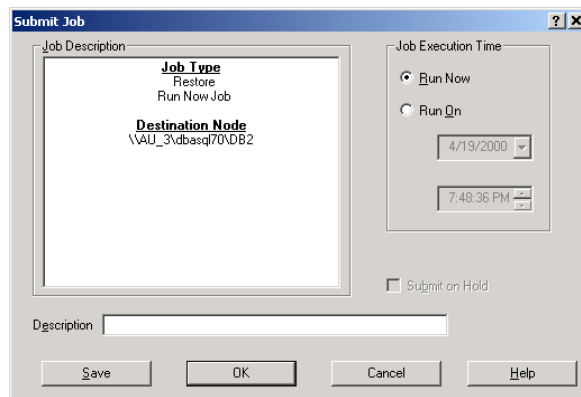 Submit Job
Job Description
Job Type
Restore
Run Now Job
Destination Node
\\AU_3\dbasql70\DB2
Job Execution Time
Run Now
Run On
4/19/2000
7:48:36 PM
Submit on Hold
Description
Save
OK
Cancel
Help